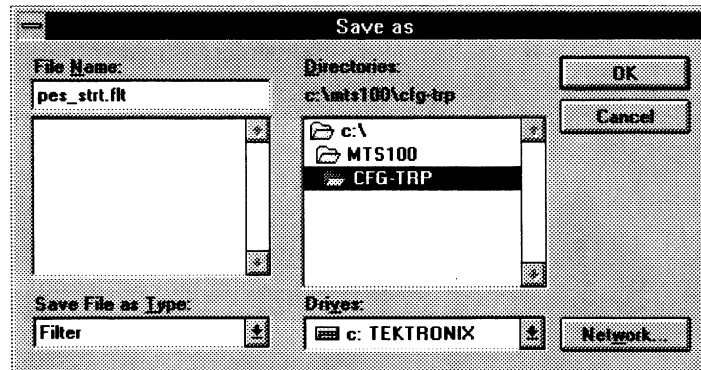 Save as
File Name:
pes_strt.flt
Directories:
c:\mts100\cfg-trp
OK
Cancel
c:\
MTS100
CFG-TRP
Save File as Type:
Filter
Drives:
c: TEKTRONIX
Network...